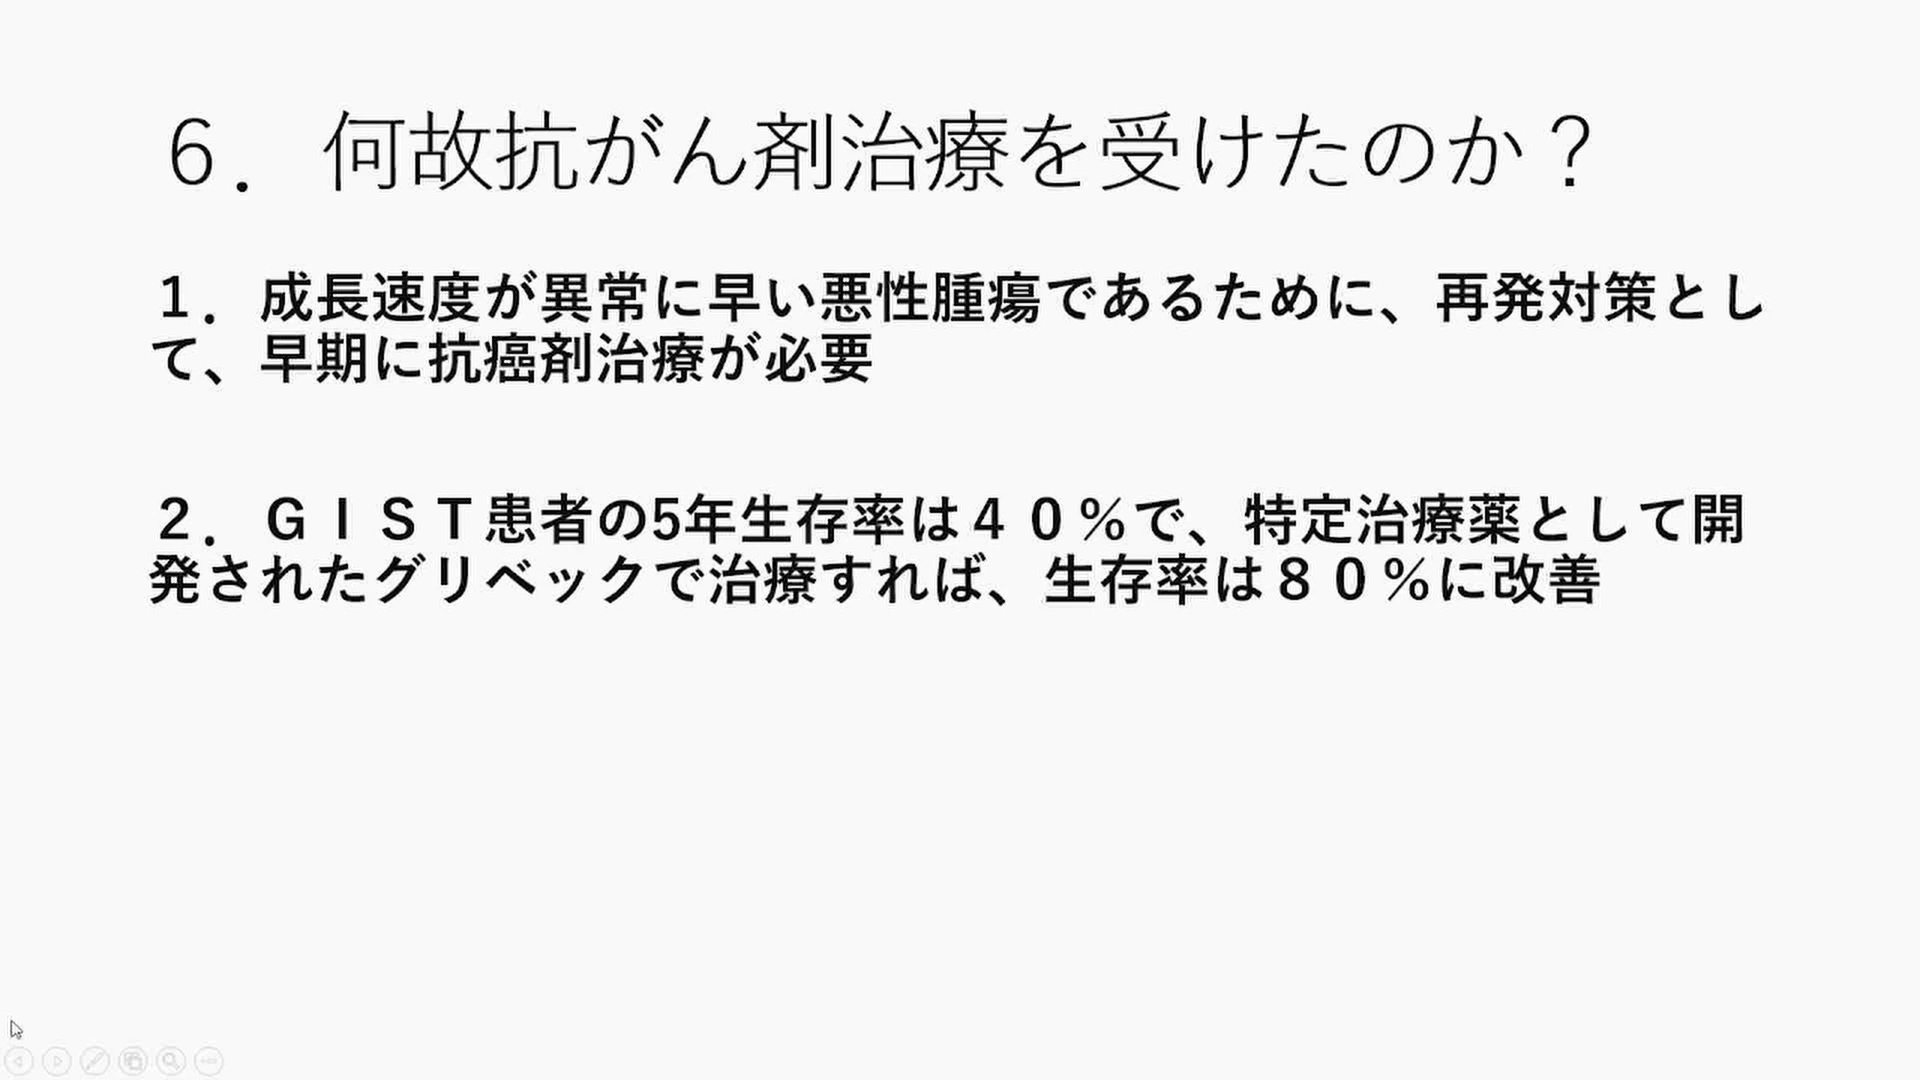 ６． 何故抗がん剤治療を受けたのか？
１．成長速度が異常に早い悪性腫瘍であるために、再発対策とし
て、早期に抗癌剤治療が必要
２．ＧＩＳＴ患者の5年生存率は４０％で、特定治療薬として開
発されたグリベックで治療すれば、生存率は８０％に改善